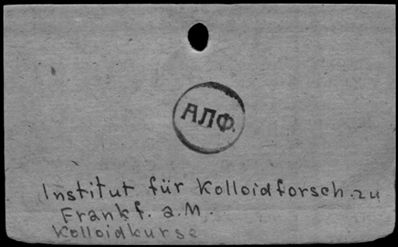 АЛФ.
Institut für Kolloidforsch. zu
Frankf. a.M.
Kolloidkurse